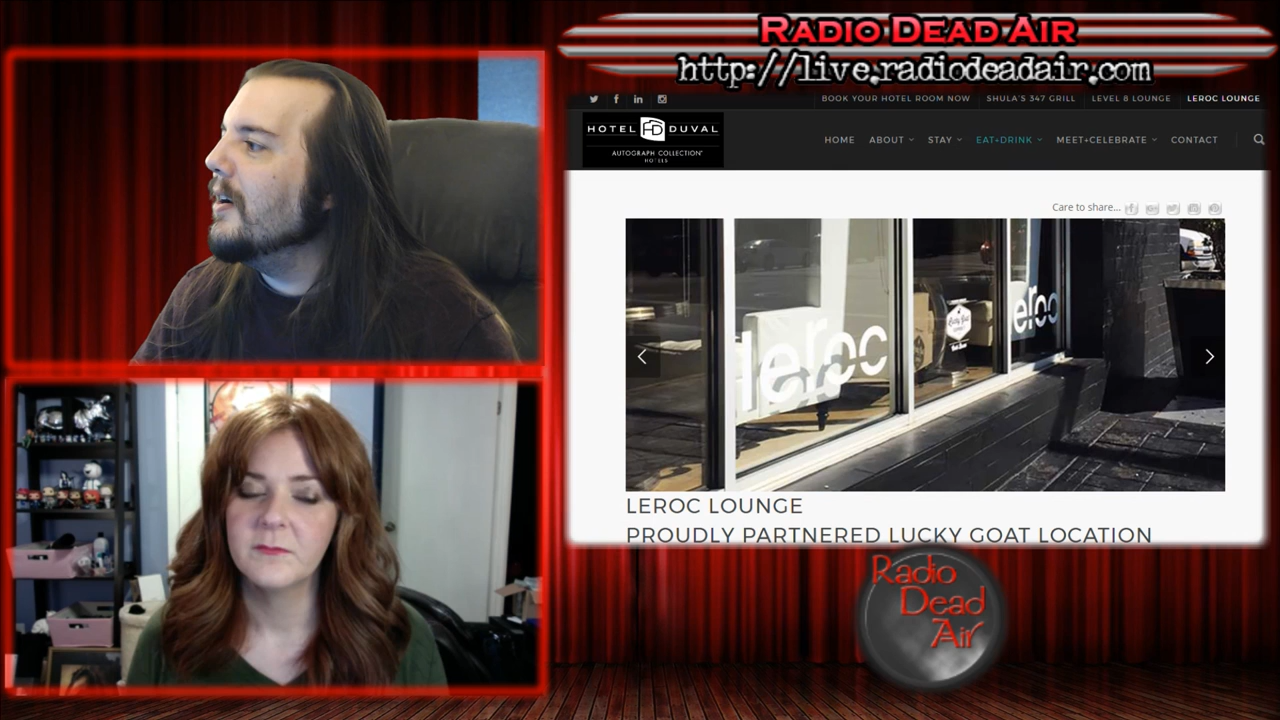 RADIO DEAD AIR
http://live.radiodeadair.com
BOOK YOUR HOTEL ROOM NOW
SHULA'S 347 GRILL
LEVEL 8 LOUNGE
LEROC LOUNGE
HOTEL HD DUVAL
AUTOGRAPH COLLECTION®
HOTELS
HOME
ABOUT
STAY
EAT+DRINK
MEET+CELEBRATE
CONTACT
Care to share...
leroc
leroc
LEROC LOUNGE
PROUDLY PARTNERED LUCKY GOAT LOCATION
Radio
Dead
Air